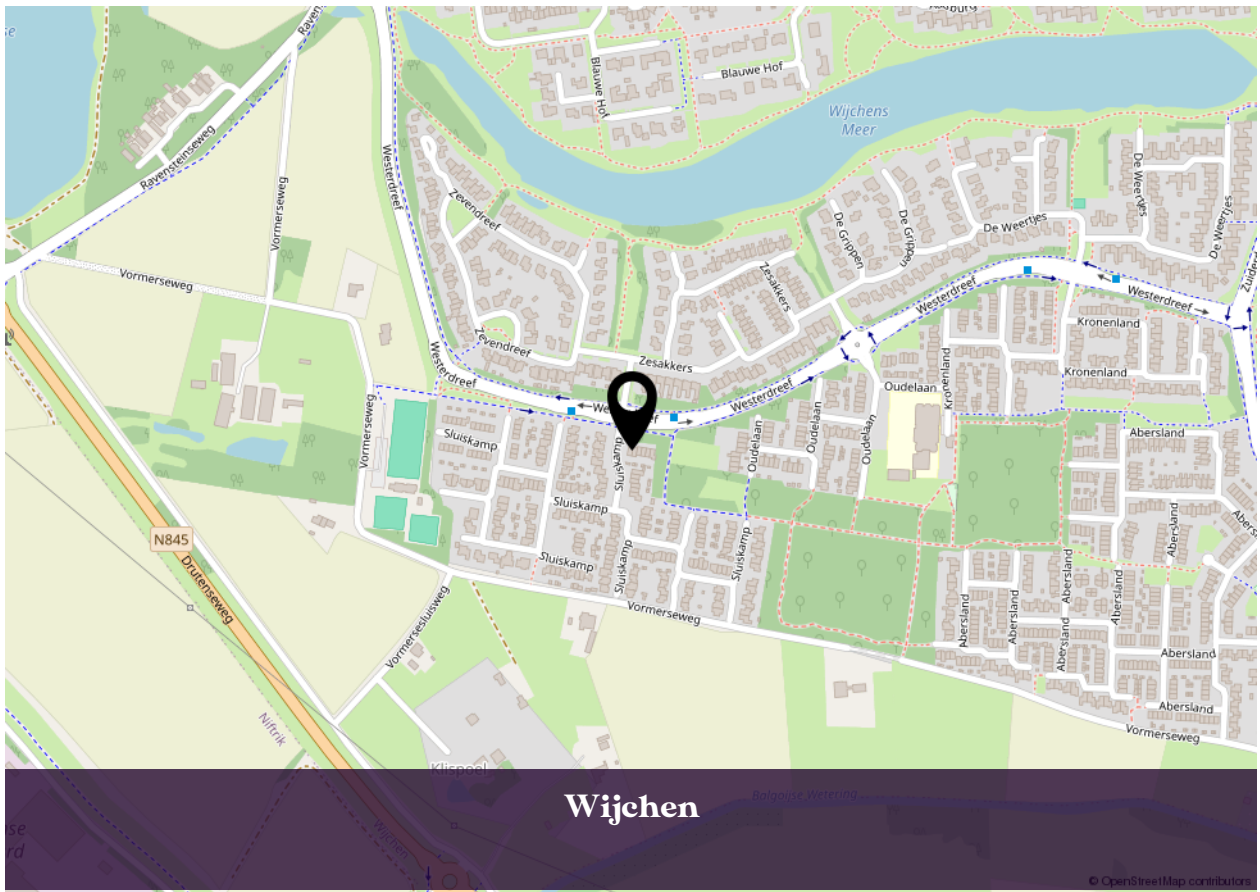 Ravensteinseweg
Vormerseweg
Vormerseweg
Vormerseweg
Westerdreef
Blauwe Hof
Blauwe Hof
Wijchens
Meer
Zevendreef
Zevendreef
Westerdreef
Zesakkers
Zesakkers
De Grippen
De Grippen
De Weertjes
De Weertjes
De Weertjes
Westerdreef
Westerdreef
Westerdreef
Kronenland
Kronenland
Kronenland
Oudelaan
Oudelaan
Oudelaan
Oudelaan
Sluiskamp
Sluiskamp
Sluiskamp
Sluiskamp
Sluiskamp
Sluiskamp
Abersland
Abersland
Abersland
Abersland
Abersland
Abersland
Abersland
Abersland
Abersland
N845
Drutenseweg
Vormersesluisweg
Vormerseweg
Vormerseweg
Niftrik
Klispoel
Wijchen
Balgoijse Wetering
Wijchen
© OpenStreetMap contributors